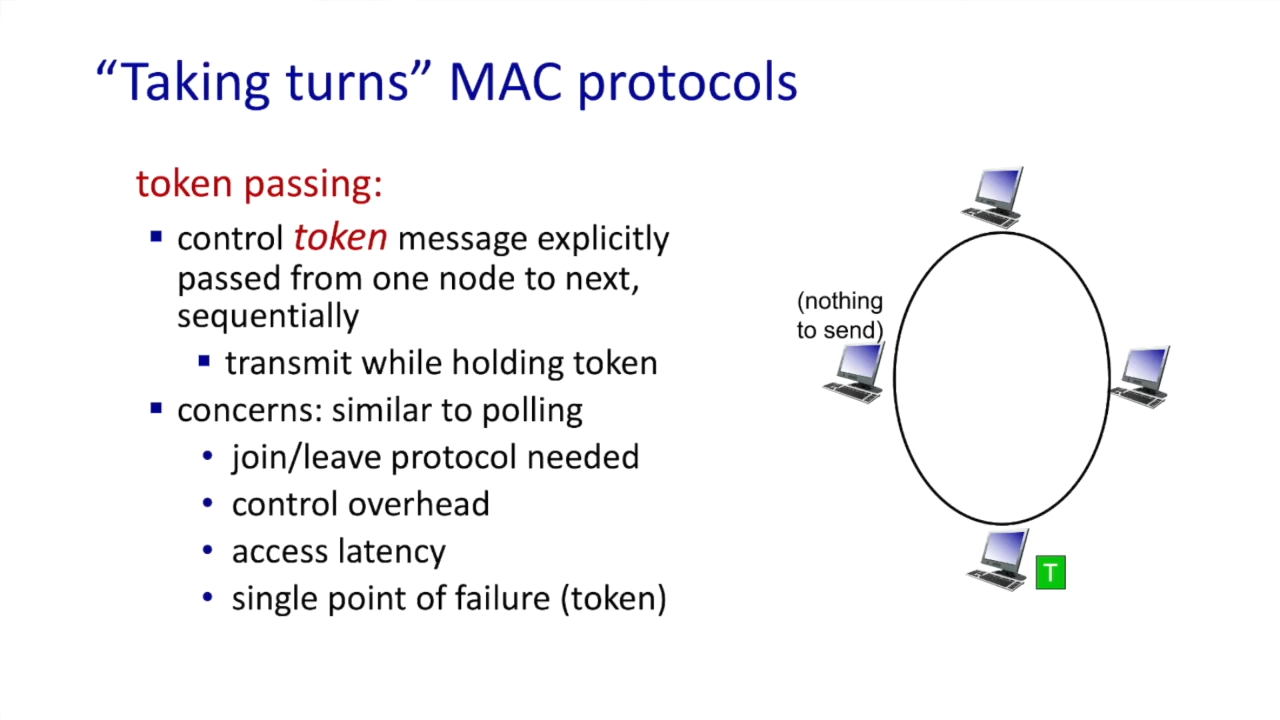 “Taking turns” MAC protocols
token passing:
control token message explicitly
passed from one node to next,
sequentially
transmit while holding token
concerns: similar to polling
join/leave protocol needed
control overhead
access latency
single point of failure (token)
(nothing
to send)
T